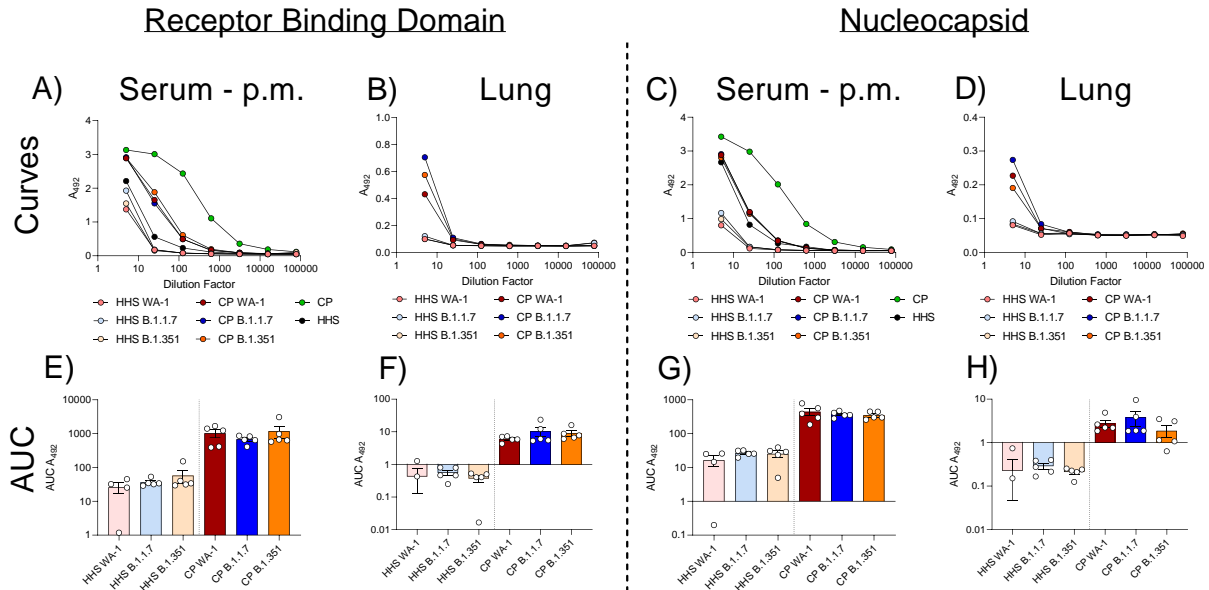 Receptor Binding Domain
Nucleocapsid
A)
Serum - p.m.
B)
Lung
C)
Serum - p.m.
D)
Lung
Curves
A492
4
3
2
1
0
1
10
100
1000
10000
100000
Dilution Factor
A492
1.0
0.8
0.6
0.4
0.2
0.0
1
10
100
1000
10000
100000
Dilution Factor
A492
4
3
2
1
0
1
10
100
1000
10000
100000
Dilution Factor
A492
0.4
0.3
0.2
0.1
0.0
1
10
100
1000
10000
100000
Dilution Factor
HHS WA-1
CP WA-1
CP
HHS B.1.1.7
CP B.1.1.7
HHS
HHS B.1.351
CP B.1.351
HHS WA-1
CP WA-1
HHS B.1.1.7
CP B.1.1.7
HHS B.1.351
CP B.1.351
HHS WA-1
CP WA-1
CP
HHS B.1.1.7
CP B.1.1.7
HHS
HHS B.1.351
CP B.1.351
HHS WA-1
CP WA-1
HHS B.1.1.7
CP B.1.1.7
HHS B.1.351
CP B.1.351
AUC
E)
AUC A492
10000
1000
100
10
1
HHS WA-1
HHS B.1.1.7
HHS B.1.351
CP WA-1
CP B.1.1.7
CP B.1.351
F)
AUC A492
100
10
1
0.1
0.01
HHS WA-1
HHS B.1.1.7
HHS B.1.351
CP WA-1
CP B.1.1.7
CP B.1.351
G)
AUC A492
1000
100
10
1
0.1
HHS WA-1
HHS B.1.1.7
HHS B.1.351
CP WA-1
CP B.1.1.7
CP B.1.351
H)
AUC A492
10
1
0.1
0.01
HHS WA-1
HHS B.1.1.7
HHS B.1.351
CP WA-1
CP B.1.1.7
CP B.1.351